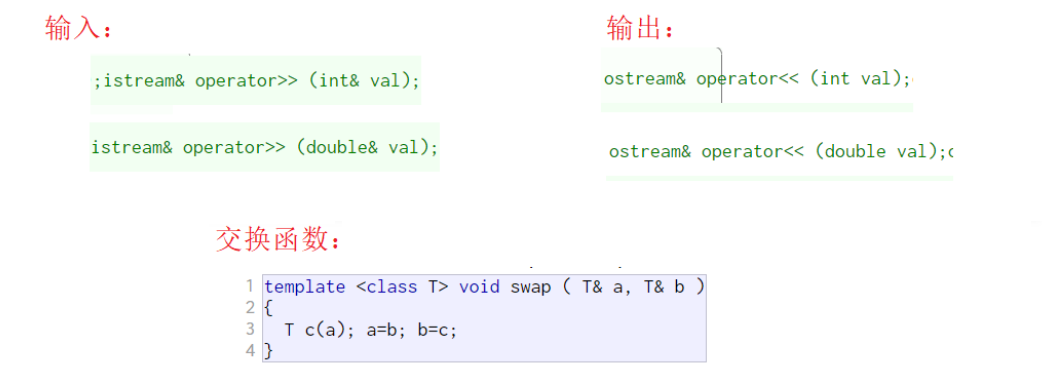 输入：
;istream& operator>> (int& val);
istream& operator>> (double& val);
输出：
ostream& operator<< (int val);
ostream& operator<< (double val);
交换函数：
1 template <class T> void swap ( T& a, T& b )
2 {
3 T c(a); a=b; b=c;
4 }